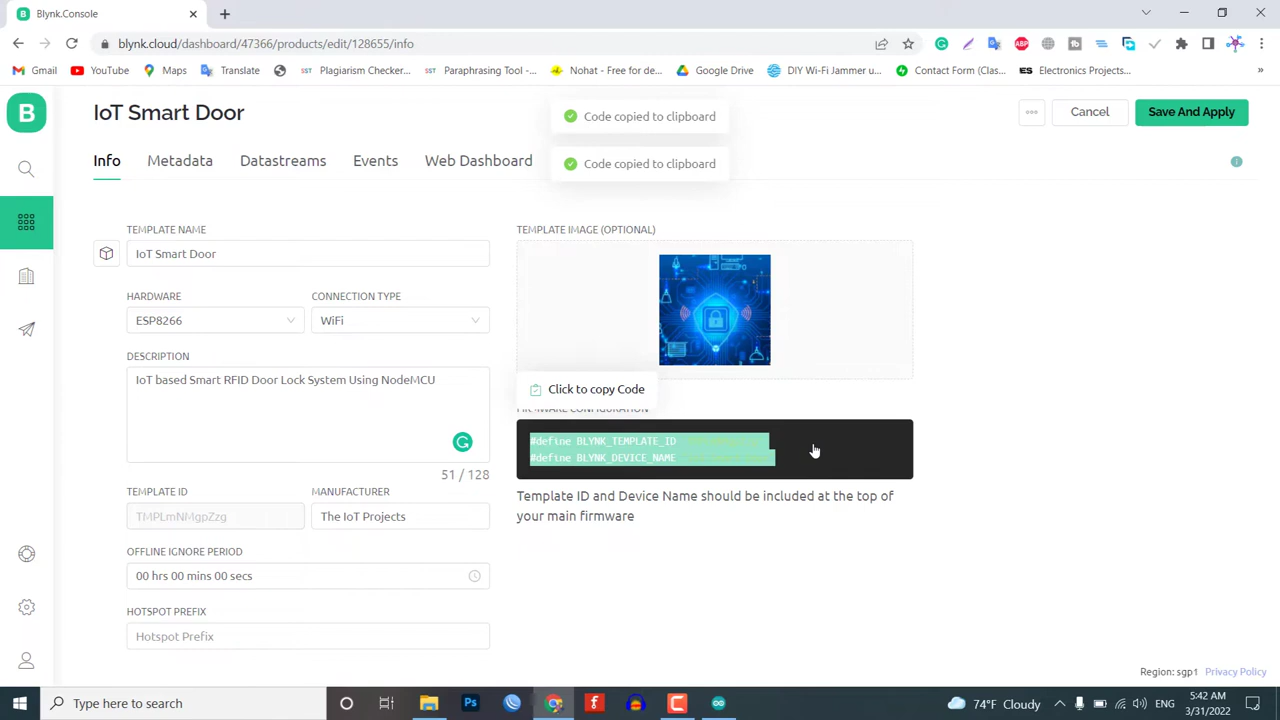 Blynk.Console
blynk.cloud/dashboard/47366/products/edit/128655/info
Gmail
YouTube
Maps
Translate
Plagiarism Checker...
Paraphrasing Tool -...
Nohat - Free for de...
Google Drive
DIY Wi-Fi Jammer u...
Contact Form (Clas...
Electronics Projects...
»
B
IoT Smart Door
Code copied to clipboard
Code copied to clipboard
Cancel
Save And Apply
Info
Metadata
Datastreams
Events
Web Dashboard
TEMPLATE NAME
IoT Smart Door
HARDWARE
CONNECTION TYPE
ESP8266
WiFi
DESCRIPTION
IoT based Smart RFID Door Lock System Using NodeMCU
51 / 128
TEMPLATE ID
MANUFACTURER
TMPLmNMgpZzg
The IoT Projects
OFFLINE IGNORE PERIOD
00 hrs 00 mins 00 secs
HOTSPOT PREFIX
Hotspot Prefix
TEMPLATE IMAGE (OPTIONAL)
Click to copy Code
FIRMWARE CONFIGURATION
#define BLYNK_TEMPLATE_ID
#define BLYNK_DEVICE_NAME
Template ID and Device Name should be included at the top of
your main firmware
Region: sgp1
Privacy Policy
Type here to search
74°F Cloudy
ENG
5:42 AM
3/31/2022